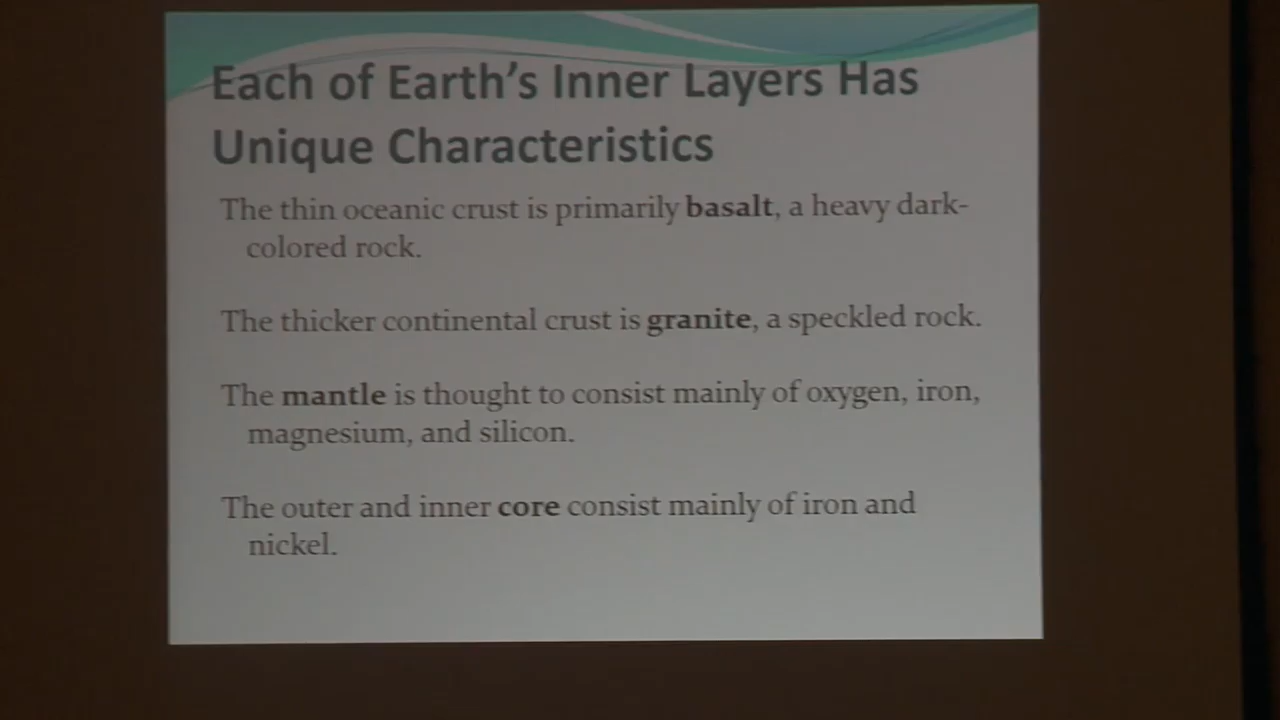 Each of Earth's Inner Layers Has
Unique Characteristics
The thin oceanic crust is primarily basalt, a heavy dark-
colored rock.
The thicker continental crust is granite, a speckled rock.
The mantle is thought to consist mainly of oxygen, iron,
magnesium, and silicon.
The outer and inner core consist mainly of iron and
nickel.